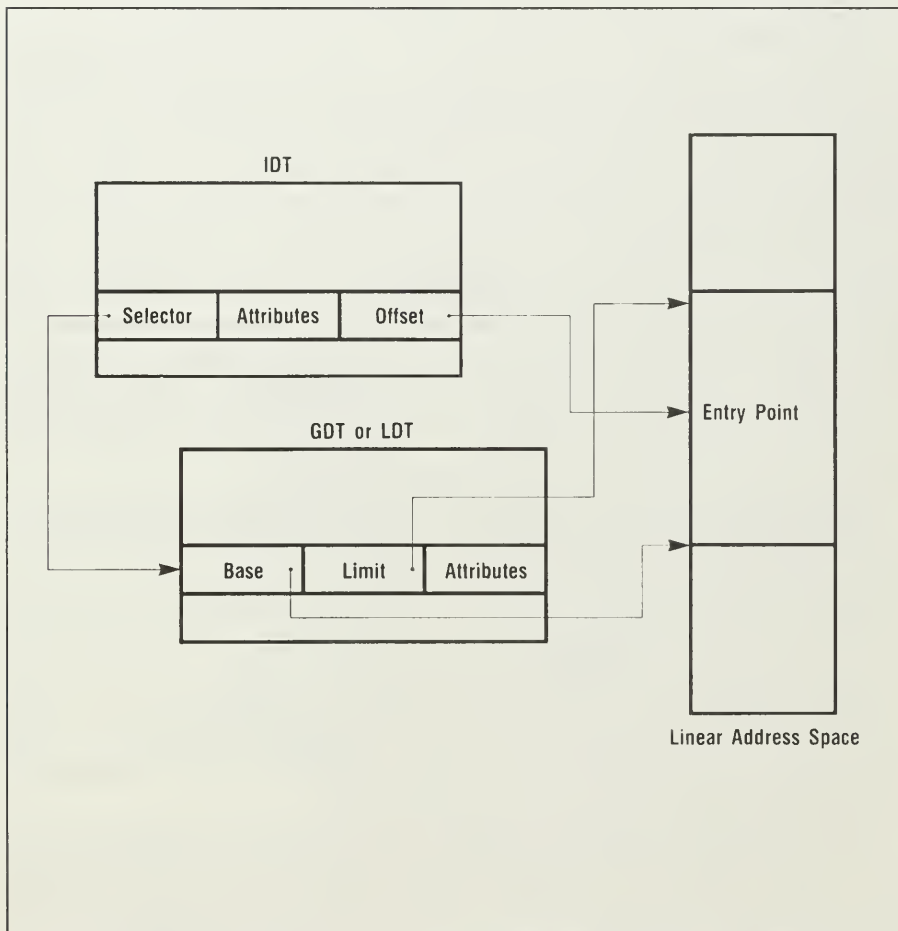 IDT
Selector Attributes Offset
Entry Point
GDT or LDT
Base Limit Attributes
Linear Address Space